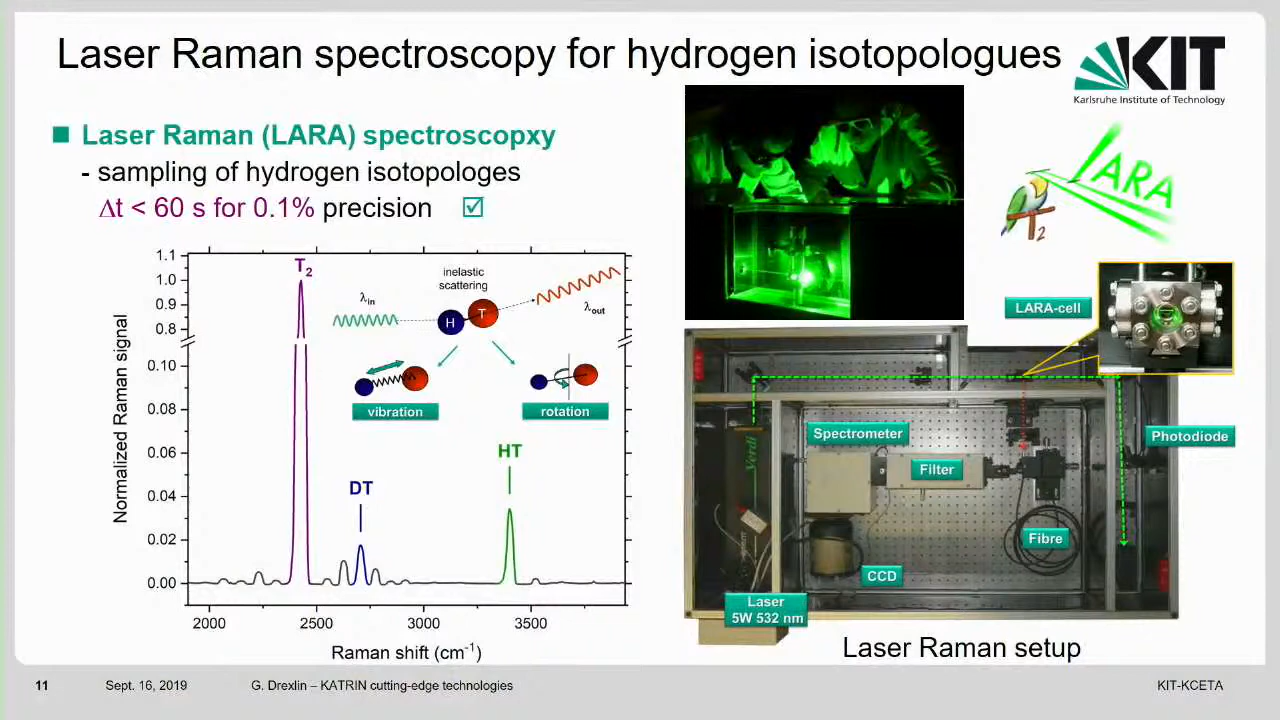 Laser Raman spectroscopy for hydrogen isotopologues
KIT
Karlsruhe Institute of Technology
Laser Raman (LARA) spectroscopxy
- sampling of hydrogen isotopologes
Δt < 60 s for 0.1% precision ☑
LARA
2
1.1
1.0
0.9
0.8
0.10
0.08
0.06
0.04
0.02
0.00
Normalized Raman signal
T₂
inelastic
scattering
λin
λout
H
T
vibration
rotation
DT
HT
2000
2500
3000
3500
Raman shift (cm⁻¹)
LARA-cell
Spectrometer
Photodiode
Filter
Verdi
Fibre
CCD
Laser
5W 532 nm
Laser Raman setup
11
Sept. 16, 2019
G. Drexlin – KATRIN cutting-edge technologies
KIT-KCETA